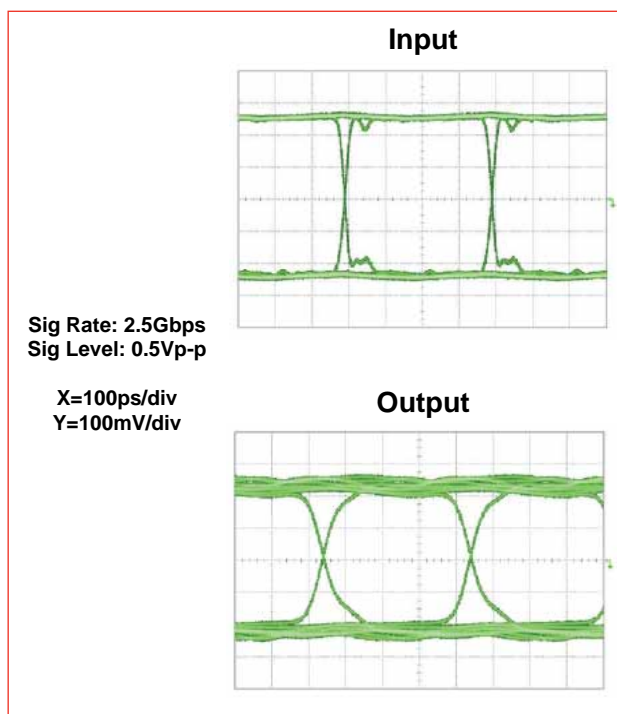 Input
Sig Rate: 2.5Gbps
Sig Level: 0.5Vp-p
X=100ps/div
Y=100mV/div
Output